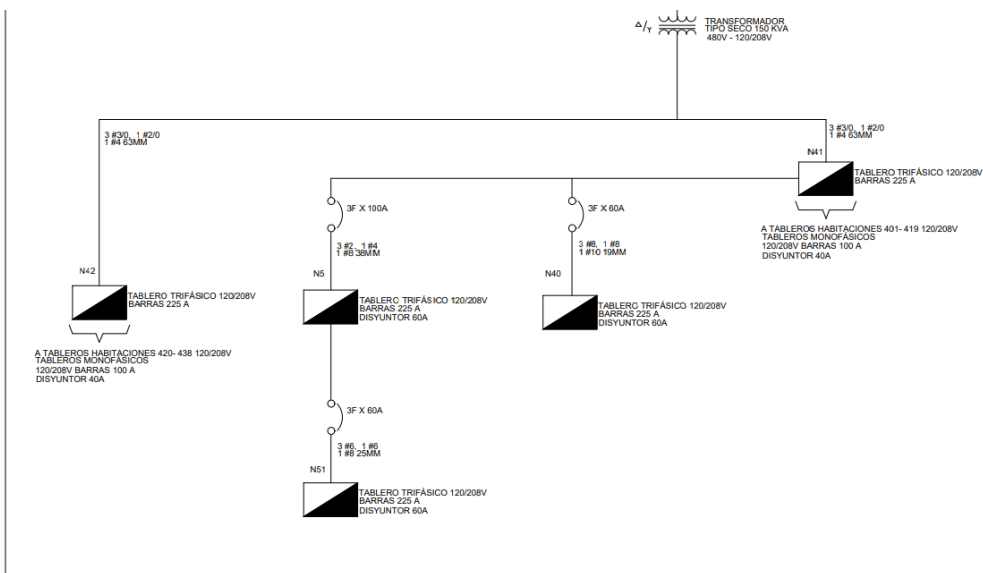 Δ/Y
TRANSFORMADOR
TIPO SECO 150 KVA
480V - 120/208V
3 #3/0, 1 #2/0
1 #4 63MM
3 #3/0, 1 #2/0
1 #4 63MM
N41
TABLERO TRIFÁSICO 120/208V
BARRAS 225 A
3F X 100A
3F X 60A
A TABLEROS HABITACIONES 401- 419 120/208V
TABLEROS MONOFÁSICOS
120/208V BARRAS 100 A
DISYUNTOR 40A
3 #2, 1 #4
1 #8 38MM
3 #8, 1 #8
1 #10 19MM
N42
N5
N40
TABLERO TRIFÁSICO 120/208V
BARRAS 225 A
TABLERO TRIFÁSICO 120/208V
BARRAS 225 A
DISYUNTOR 60A
TABLERO TRIFÁSICO 120/208V
BARRAS 225 A
DISYUNTOR 60A
A TABLEROS HABITACIONES 420- 438 120/208V
TABLEROS MONOFÁSICOS
120/208V BARRAS 100 A
DISYUNTOR 40A
3F X 60A
3 #6, 1 #6
1 #8 25MM
N51
TABLERO TRIFÁSICO 120/208V
BARRAS 225 A
DISYUNTOR 60A